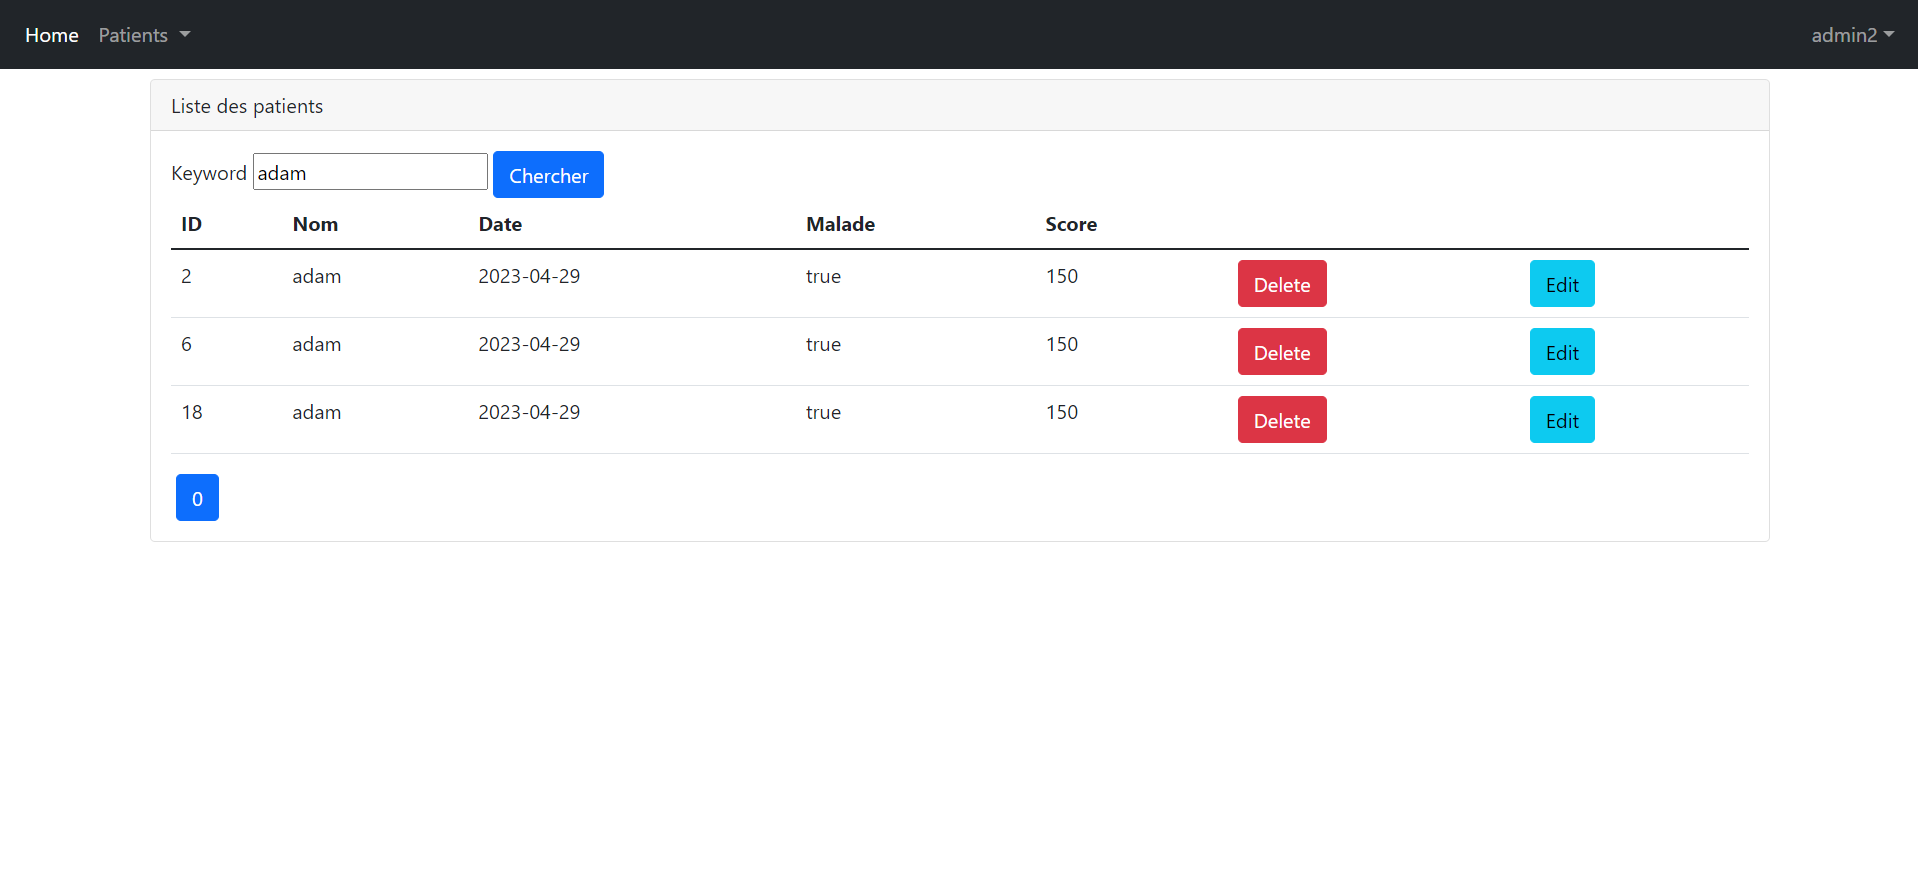 Home Patients admin2
Liste des patients
Keyword adam Chercher
ID Nom Date Malade Score
2 adam 2023-04-29 true 150 Delete Edit
6 adam 2023-04-29 true 150 Delete Edit
18 adam 2023-04-29 true 150 Delete Edit
0